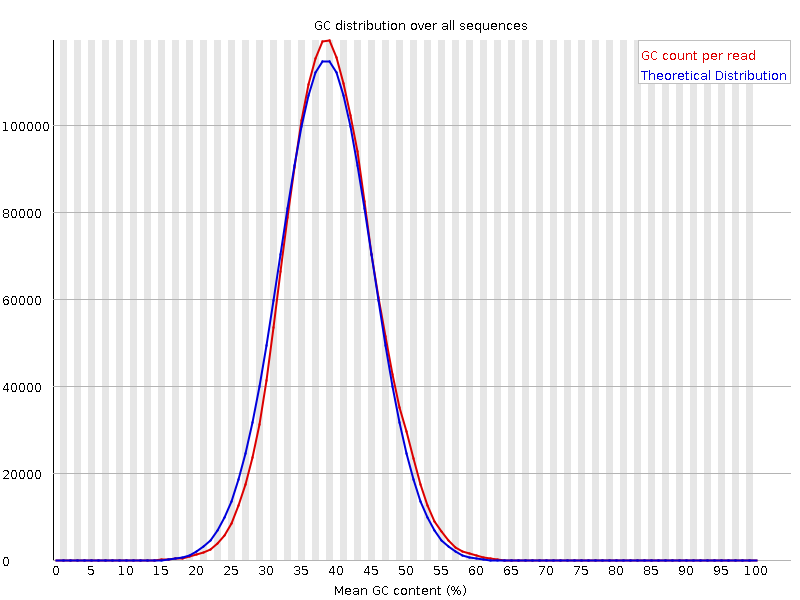 GC distribution over all sequences
GC count per read
Theoretical Distribution
100000
80000
60000
40000
20000
0
0 5 10 15 20 25 30 35 40 45 50 55 60 65 70 75 80 85 90 95 100
Mean GC content (%)